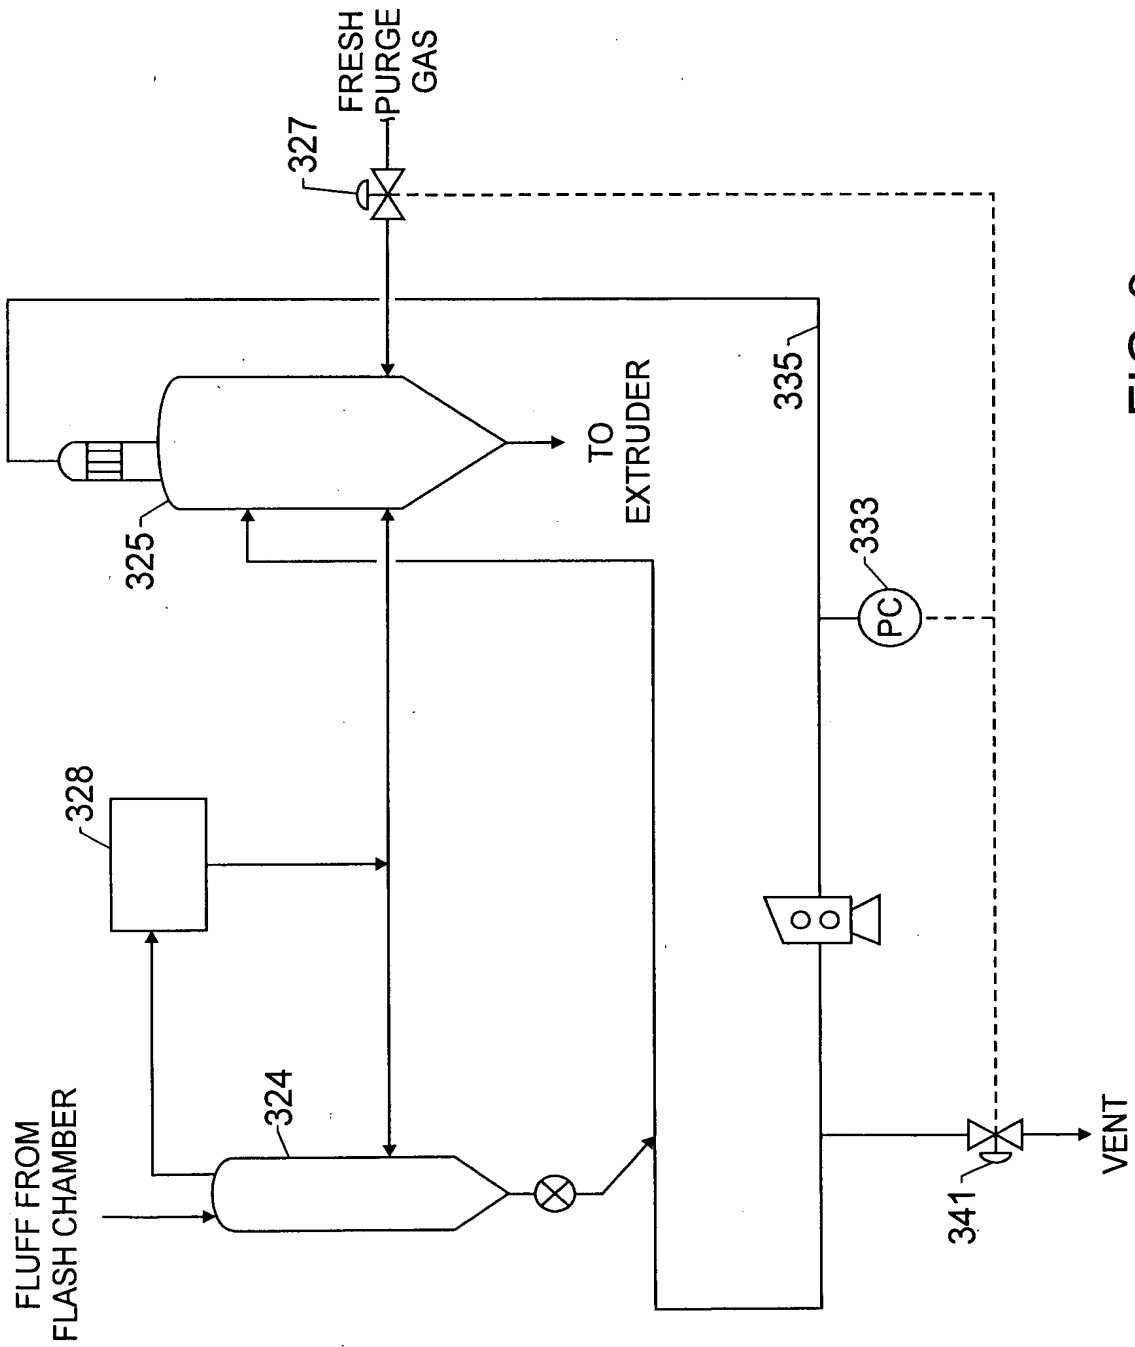 FLUFF FROM
FLASH CHAMBER
328
325
327
FRESH
PURGE
GAS
324
TO
EXTRUDER
335
333
PC
341
VENT